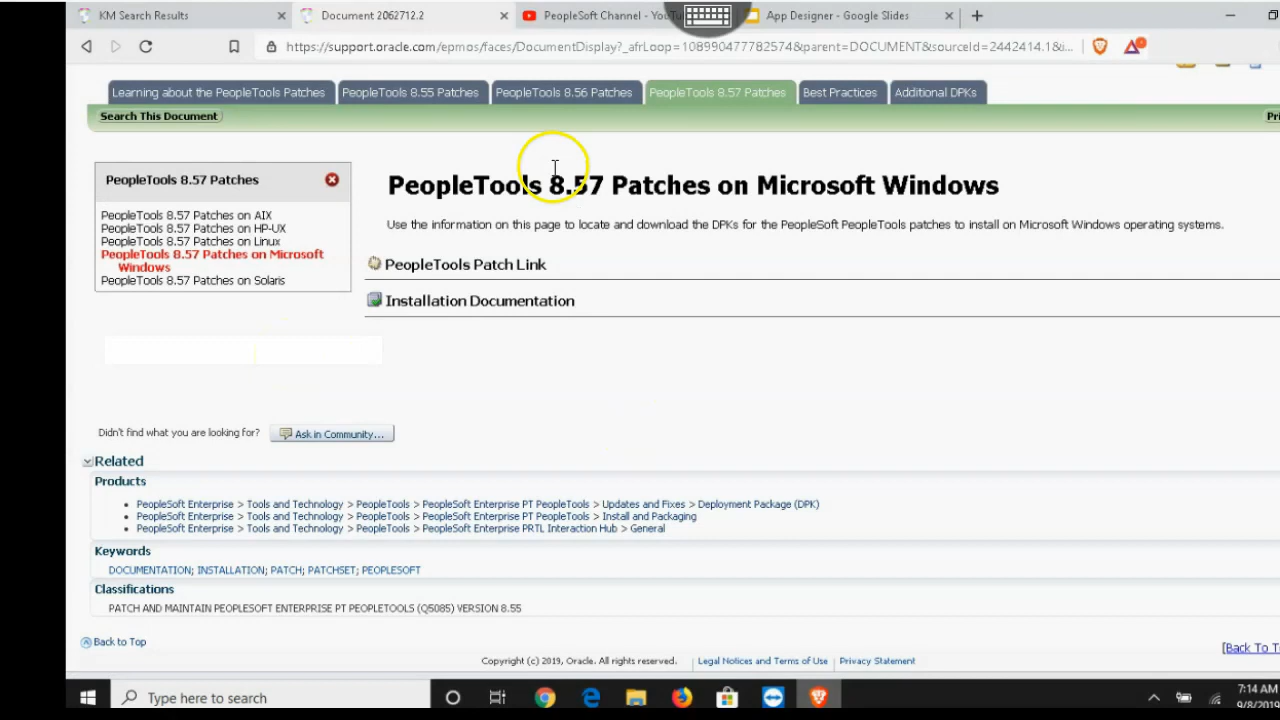 KM Search Results
Document 2062712.2
PeopleSoft Channel - YouTu
App Designer - Google Slides
https://support.oracle.com/epmos/faces/DocumentDisplay?_afrLoop=108990477782574&parent=DOCUMENT&sourceId=2442414.1&i...
Learning about the PeopleTools Patches
PeopleTools 8.55 Patches
PeopleTools 8.56 Patches
PeopleTools 8.57 Patches
Best Practices
Additional DPKs
Search This Document
Pri
PeopleTools 8.57 Patches
PeopleTools 8.57 Patches on AIX
PeopleTools 8.57 Patches on HP-UX
PeopleTools 8.57 Patches on Linux
PeopleTools 8.57 Patches on Microsoft
Windows
PeopleTools 8.57 Patches on Solaris
PeopleTools 8.57 Patches on Microsoft Windows
Use the information on this page to locate and download the DPKs for the PeopleSoft PeopleTools patches to install on Microsoft Windows operating systems.
PeopleTools Patch Link
Installation Documentation
Didn't find what you are looking for?
Ask in Community...
Related
Products
PeopleSoft Enterprise > Tools and Technology > PeopleTools > PeopleSoft Enterprise PT PeopleTools > Updates and Fixes > Deployment Package (DPK)
PeopleSoft Enterprise > Tools and Technology > PeopleTools > PeopleSoft Enterprise PT PeopleTools > Install and Packaging
PeopleSoft Enterprise > Tools and Technology > PeopleTools > PeopleSoft Enterprise PRTL Interaction Hub > General
Keywords
DOCUMENTATION; INSTALLATION; PATCH; PATCHSET; PEOPLESOFT
Classifications
PATCH AND MAINTAIN PEOPLESOFT ENTERPRISE PT PEOPLETOOLS (Q5085) VERSION 8.55
Back to Top
[Back To T
Copyright (c) 2019, Oracle. All rights reserved.
Legal Notices and Terms of Use
Privacy Statement
Type here to search
7:14 AM
9/8/2019